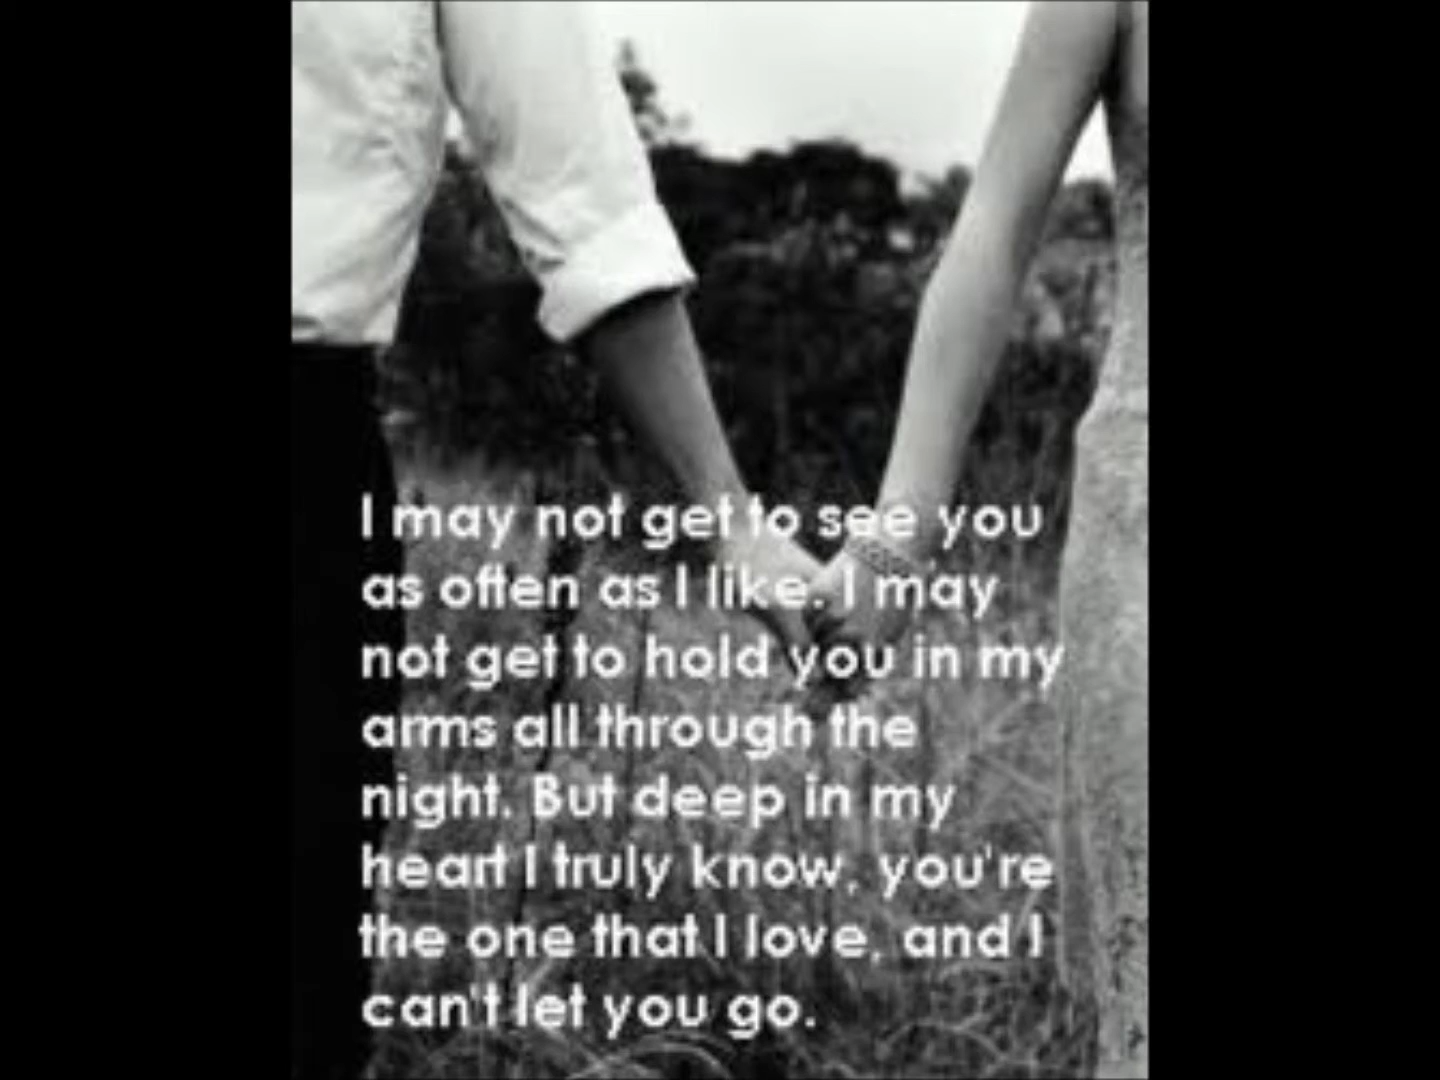 I may not get to see you
as often as I like. I may
not get to hold you in my
arms all through the
night. But deep in my
heart I truly know, you're
the one that I love, and I
can't let you go.